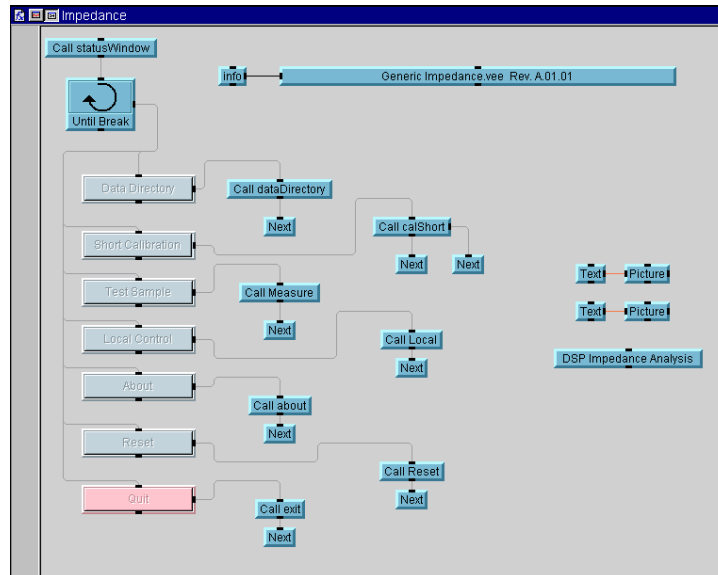 Impedance
Call statusWindow
info
Generic Impedance.vee Rev. A.01.01
Until Break
Data Directory
Call dataDirectory
Next
Short Calibration
Call calShort
Next
Next
Test Sample
Call Measure
Next
Text
Picture
Text
Picture
Local Control
Call Local
Next
DSP Impedance Analysis
About
Call about
Next
Reset
Call Reset
Next
Quit
Call exit
Next